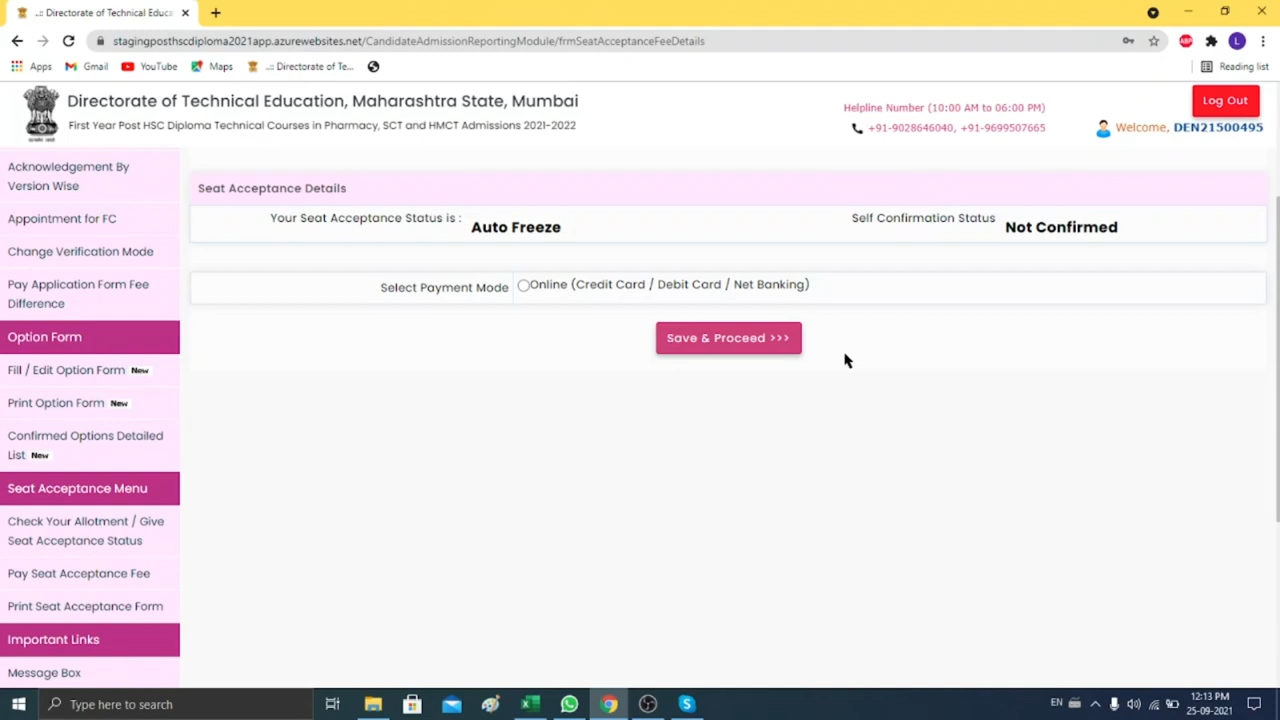 ..:: Directorate of Technical Educa
stagingposthscdiploma2021app.azurewebsites.net/CandidateAdmissionReportingModule/frmSeatAcceptanceFeeDetails
ABP
L
Apps
Gmail
YouTube
Maps
..:: Directorate of Te...
Reading list
Directorate of Technical Education, Maharashtra State, Mumbai
First Year Post HSC Diploma Technical Courses in Pharmacy, SCT and HMCT Admissions 2021-2022
Helpline Number (10:00 AM to 06:00 PM)
+91-9028646040, +91-9699507665
Log Out
Welcome, DEN21500495
Acknowledgement By
Version Wise
Appointment for FC
Change Verification Mode
Pay Application Form Fee
Difference
Option Form
Fill / Edit Option Form New
Print Option Form New
Confirmed Options Detailed
List New
Seat Acceptance Menu
Check Your Allotment / Give
Seat Acceptance Status
Pay Seat Acceptance Fee
Print Seat Acceptance Form
Important Links
Message Box
Seat Acceptance Details
Your Seat Acceptance Status is : Auto Freeze
Self Confirmation Status Not Confirmed
Select Payment Mode Online (Credit Card / Debit Card / Net Banking)
Save & Proceed >>>
Type here to search
EN
12:13 PM
25-09-2021